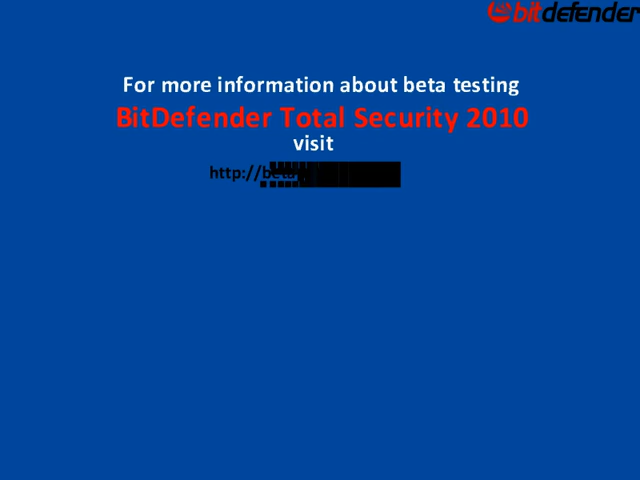 bitdefender
For more information about beta testing
BitDefender Total Security 2010
visit